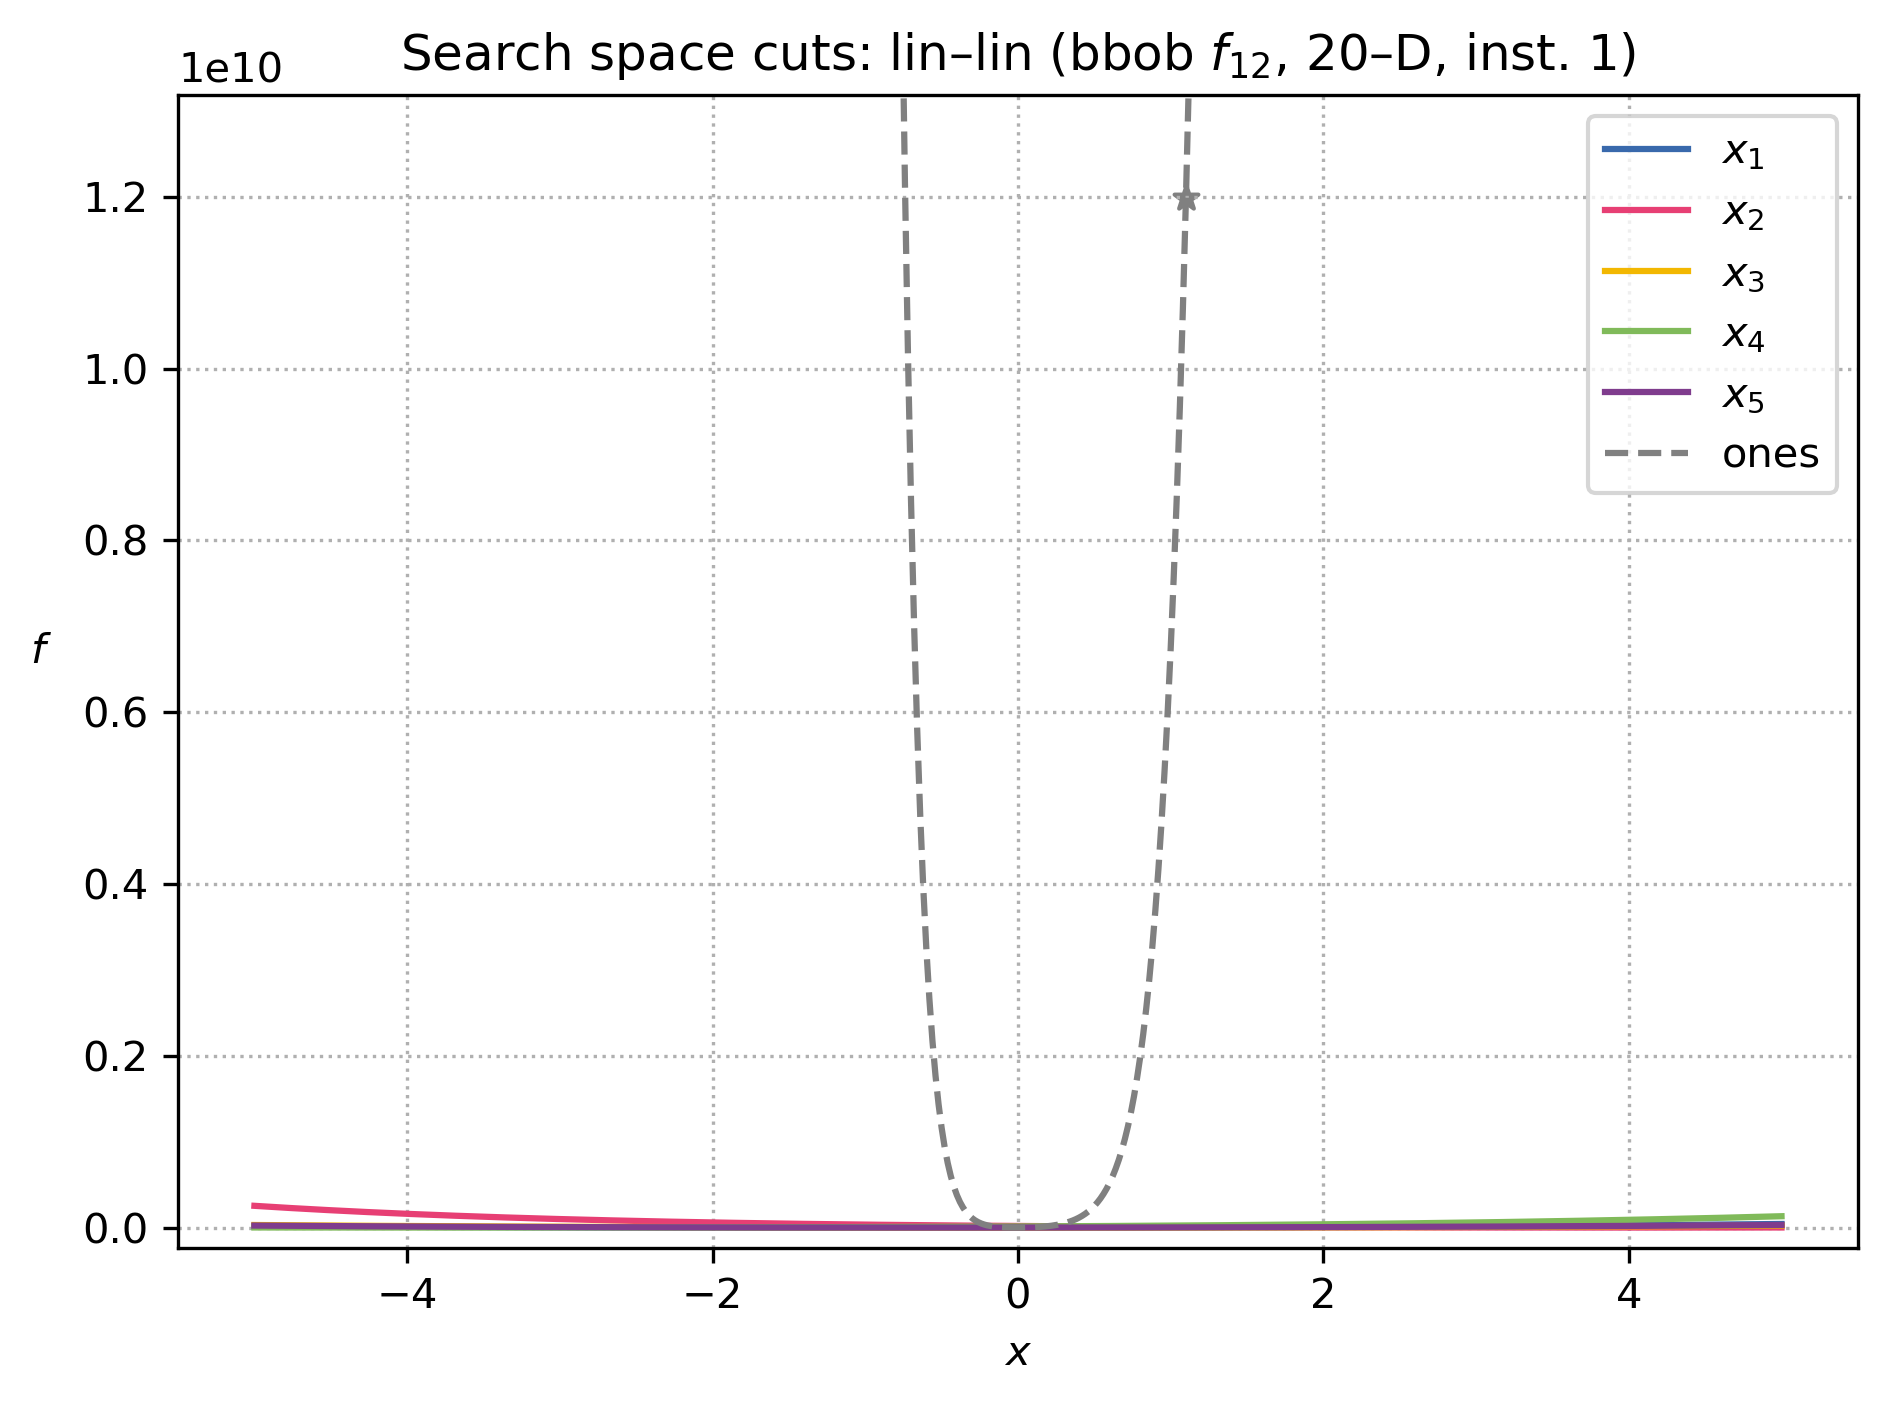 Search space cuts: lin–lin (bbob f12, 20–D, inst. 1)
1e10
1.2
1.0
0.8
0.6
0.4
0.2
0.0
f
−4
−2
0
2
4
x
x1
x2
x3
x4
x5
ones